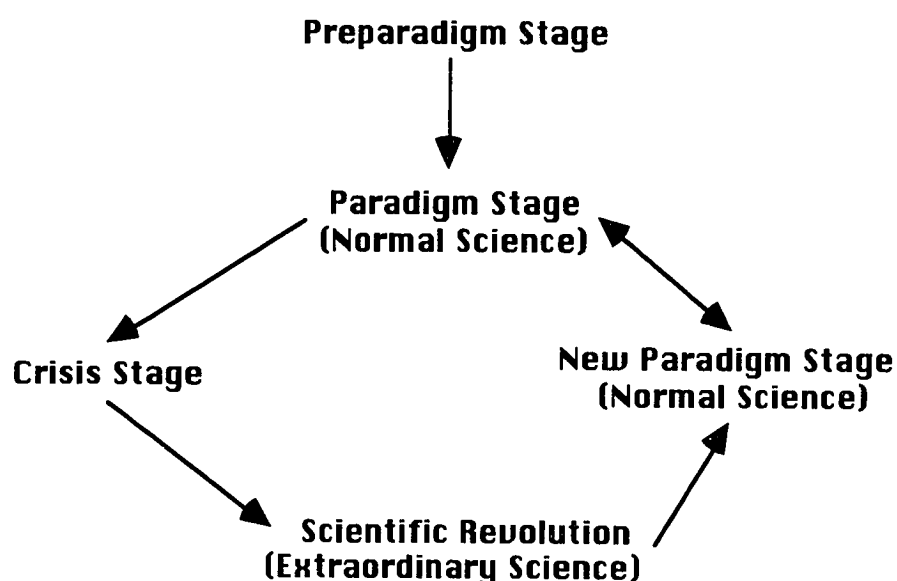 Preparadigm Stage
Paradigm Stage
(Normal Science)
Crisis Stage
New Paradigm Stage
(Normal Science)
Scientific Revolution
(Extraordinary Science)